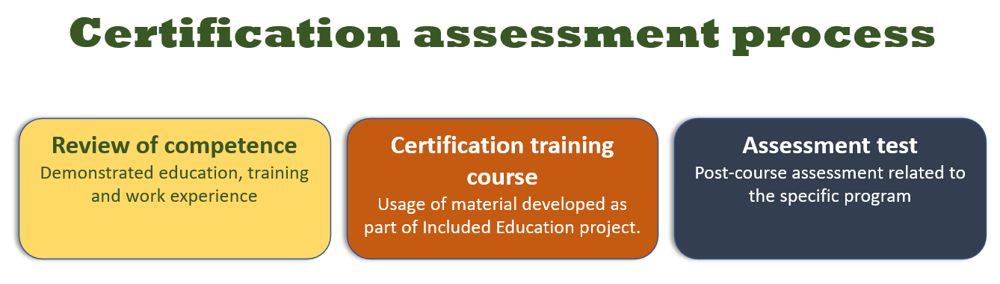 Certification assessment process
Review of competence
Demonstrated education, training
and work experience
Certification training
course
Usage of material developed as
part of Included Education project.
Assessment test
Post-course assessment related to
the specific program